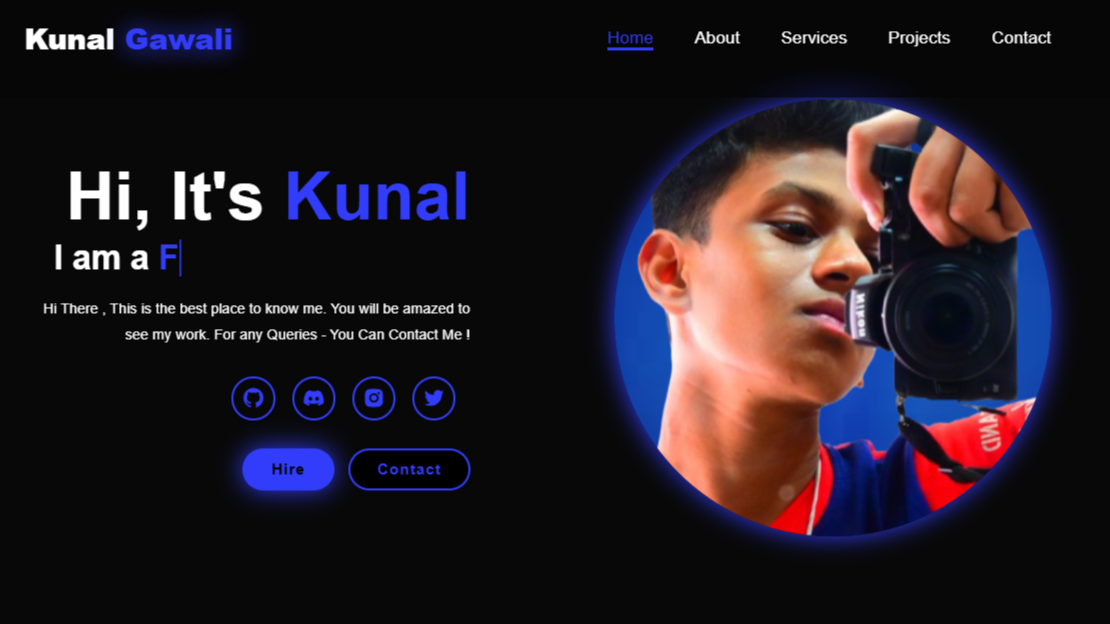 Kunal Gawali
Home About Services Projects Contact
Hi, It's Kunal
I am a F
Hi There , This is the best place to know me. You will be amazed to
see my work. For any Queries - You Can Contact Me !
Hire Contact
Nikon
AND